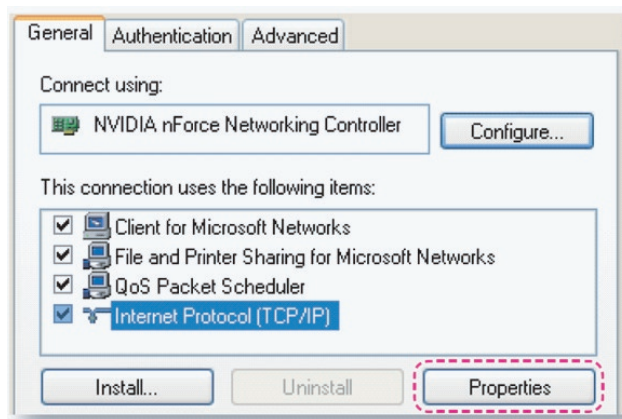 General Authentication Advanced
Connect using:
NVIDIA nForce Networking Controller Configure...
This connection uses the following items:
Client for Microsoft Networks
File and Printer Sharing for Microsoft Networks
QoS Packet Scheduler
Internet Protocol (TCP/IP)
Install... Uninstall Properties